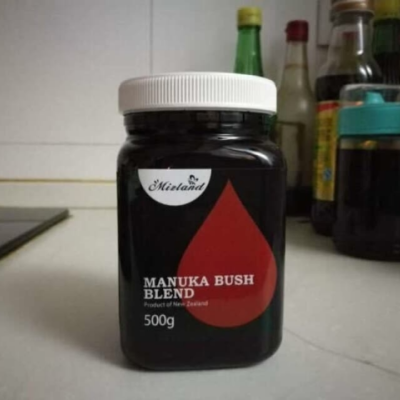 Mizland
MANUKA BUSH
BLEND
Product of New Zealand
500g